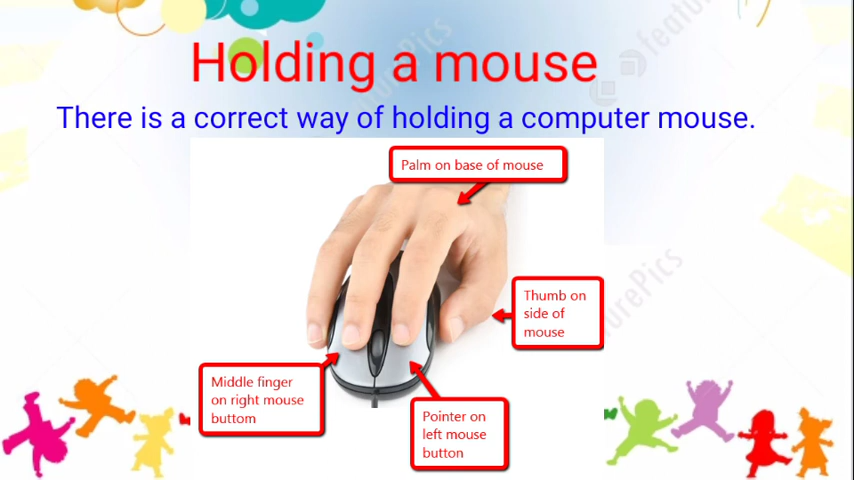 Holding a mouse
There is a correct way of holding a computer mouse.
Palm on base of mouse
Thumb on
side of
mouse
Middle finger
on right mouse
buttom
Pointer on
left mouse
button